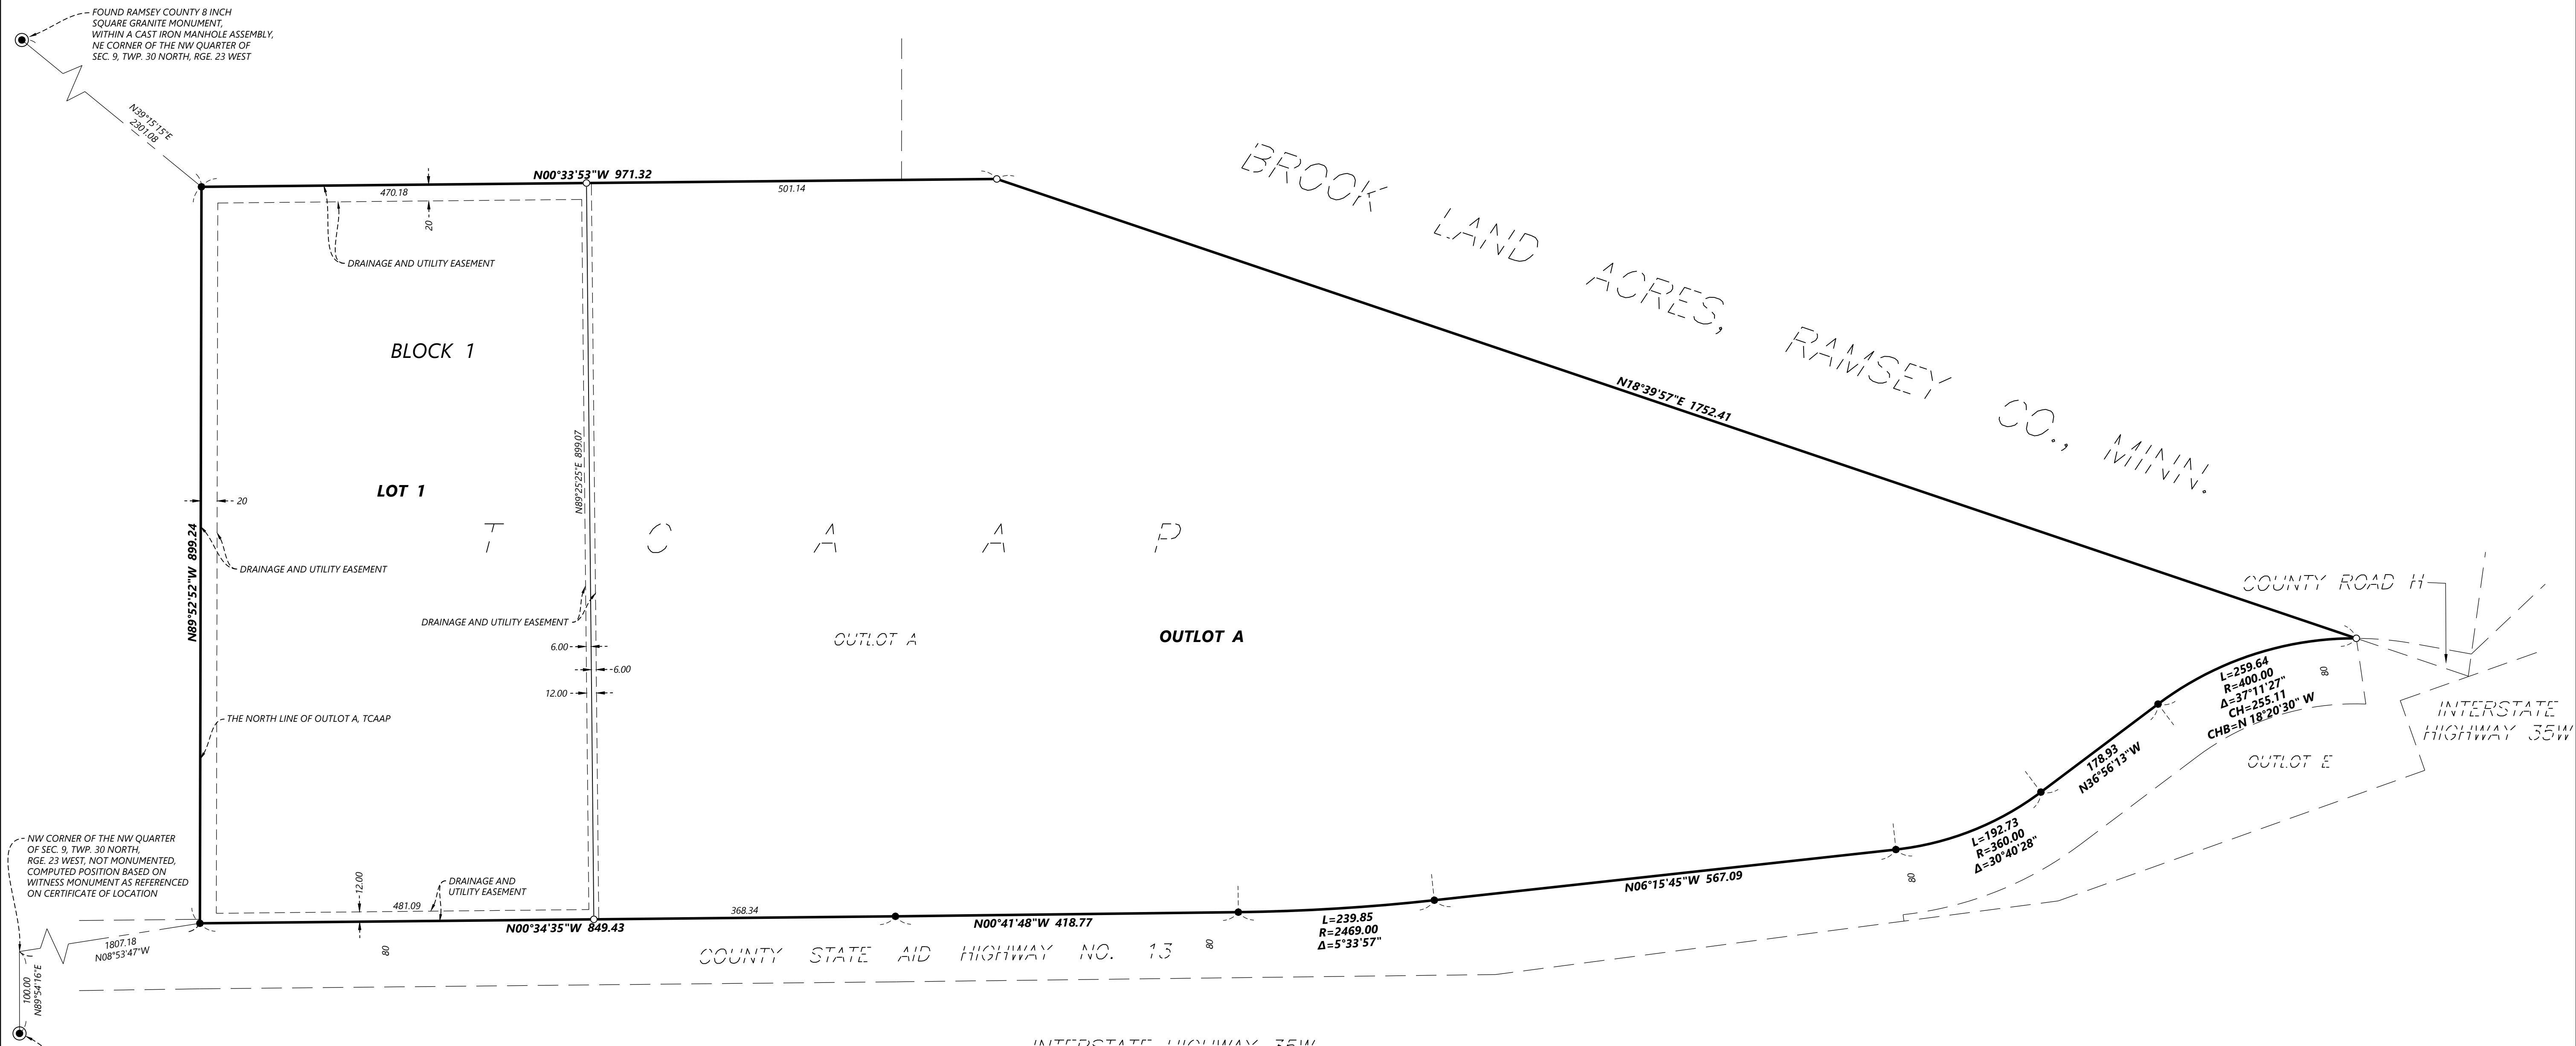 FOUND RAMSEY COUNTY 8 INCH
SQUARE GRANITE MONUMENT,
WITHIN A CAST IRON MANHOLE ASSEMBLY,
NE CORNER OF THE NW QUARTER OF
SEC. 9, TWP. 30 NORTH, RGE. 23 WEST
N39°15'15"E
2301.08
N00°33'53"W 971.32
470.18
501.14
20
DRAINAGE AND UTILITY EASEMENT
BROOK LAND ACRES, RAMSEY CO., MINN.
BLOCK 1
N18°39'57"E 1752.41
LOT 1
N89°25'25"E 899.07
20
N89°52'52"W 899.24
T C A A P
DRAINAGE AND UTILITY EASEMENT
DRAINAGE AND UTILITY EASEMENT
OUTLOT A
OUTLOT A
6.00
6.00
12.00
THE NORTH LINE OF OUTLOT A, TCAAP
COUNTY ROAD H
INTERSTATE
HIGHWAY 35W
80
L=259.64
R=400.00
Δ=37°11'27"
CH=255.11
CHB=N 18°20'30" W
OUTLOT E
178.93
N36°56'13"W
L=192.73
R=360.00
Δ=30°40'28"
80
N06°15'45"W 567.09
NW CORNER OF THE NW QUARTER
OF SEC. 9, TWP. 30 NORTH,
RGE. 23 WEST, NOT MONUMENTED,
COMPUTED POSITION BASED ON
WITNESS MONUMENT AS REFERENCED
ON CERTIFICATE OF LOCATION
12.00
DRAINAGE AND
UTILITY EASEMENT
481.09
368.34
N00°34'35"W 849.43
N00°41'48"W 418.77
L=239.85
R=2469.00
Δ=5°33'57"
80
80
COUNTY STATE AID HIGHWAY NO. 13
1807.18
N08°53'47"W
100.00
N89°54'16"E
INTERSTATE HIGHWAY 35W